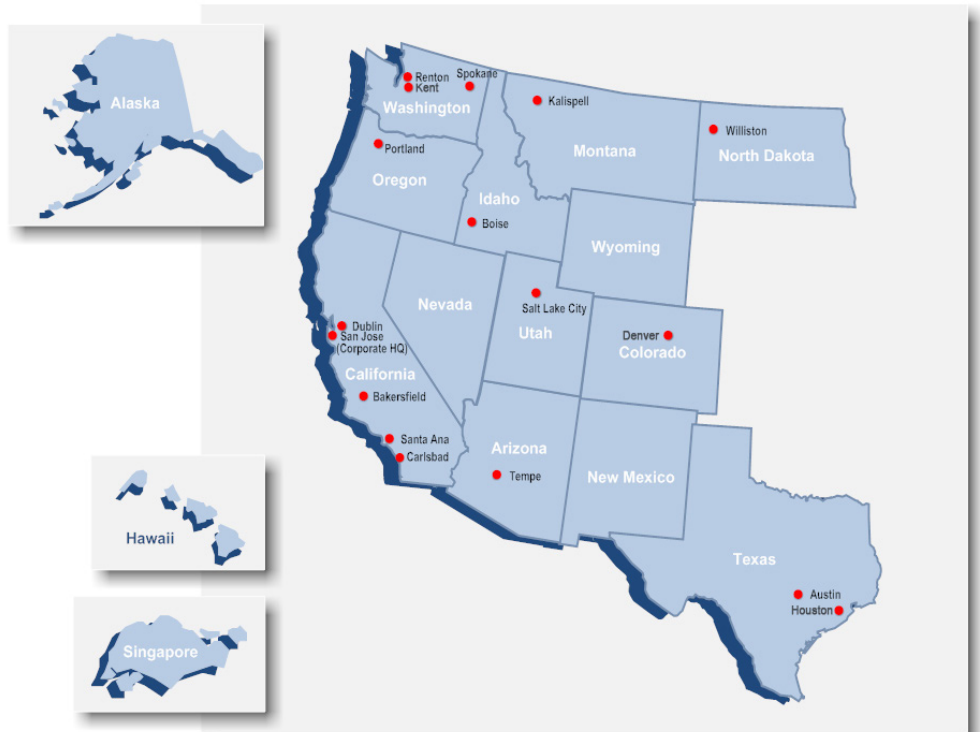 Alaska
Renton
Kent
Spokane
Washington
Kalispell
Montana
Williston
North Dakota
Portland
Oregon
Idaho
Boise
Wyoming
Nevada
Salt Lake City
Utah
Denver
Colorado
Dublin
San Jose
(Corporate HQ)
California
Bakersfield
Santa Ana
Carlsbad
Arizona
Tempe
New Mexico
Texas
Austin
Houston
Hawaii
Singapore